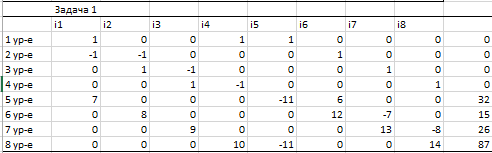 Задача 1
i1 i2 i3 i4 i5 i6 i7 i8
1 ур-е 1 0 0 1 1 0 0 0 0
2 ур-е -1 -1 0 0 0 1 0 0 0
3 ур-е 0 1 -1 0 0 0 1 0 0
4 ур-е 0 0 1 -1 0 0 0 1 0
5 ур-е 7 0 0 0 -11 6 0 0 32
6 ур-е 0 8 0 0 0 12 -7 0 15
7 ур-е 0 0 9 0 0 0 13 -8 26
8 ур-е 0 0 0 10 -11 0 0 14 87